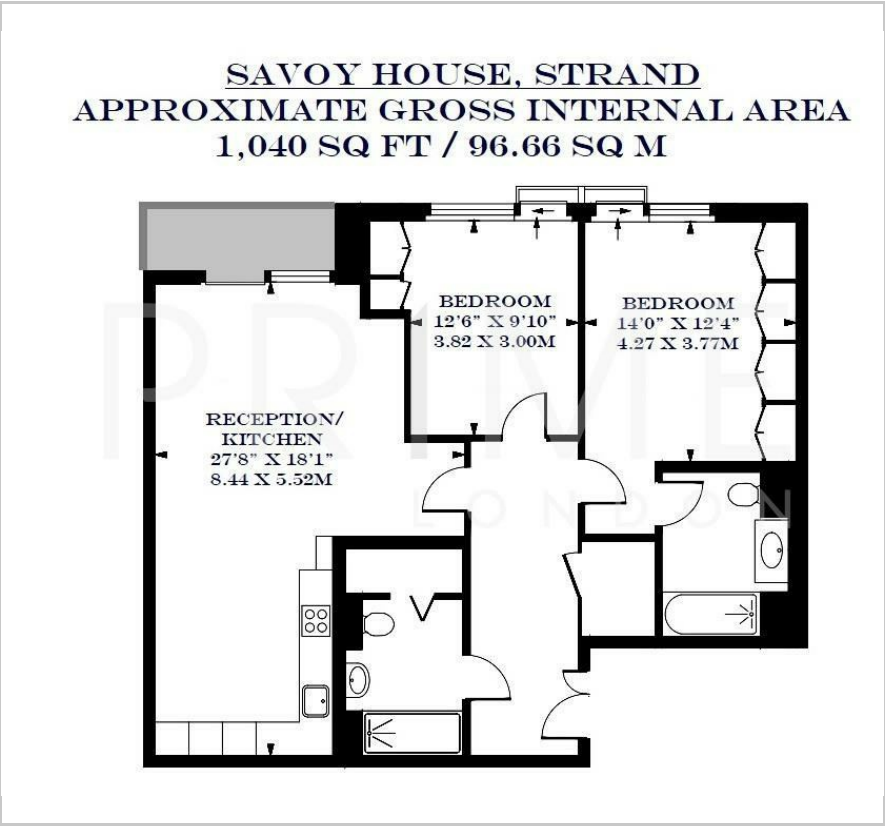 SAVOY HOUSE, STRAND
APPROXIMATE GROSS INTERNAL AREA
1,040 SQ FT / 96.66 SQ M
BEDROOM
12'6" X 9'10"
3.82 X 3.00M
BEDROOM
14'0" X 12'4"
4.27 X 3.77M
RECEPTION/
KITCHEN
27'8" X 18'1"
8.44 X 5.52M
PRIME
LONDON